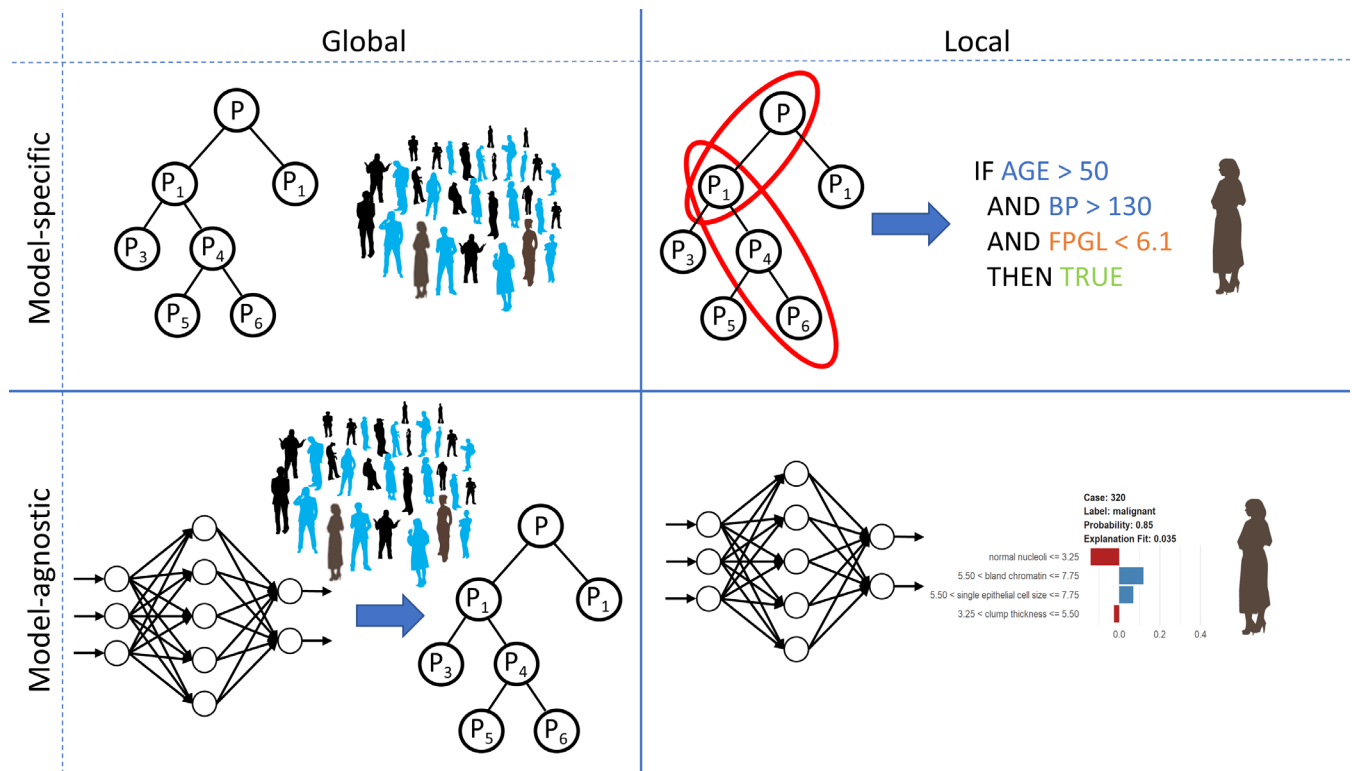 Global
Local
Model-specific
P
P1
P1
P3
P4
P5
P6
P
P1
P1
P3
P4
P5
P6
IF AGE > 50
AND BP > 130
AND FPGL < 6.1
THEN TRUE
Model-agnostic
P
P1
P1
P3
P4
P5
P6
Case: 320
Label: malignant
Probability: 0.85
Explanation Fit: 0.035
normal nucleoli <= 3.25
5.50 < bland chromatin <= 7.75
5.50 < single epithelial cell size <= 7.75
3.25 < clump thickness <= 5.50
0.0 0.2 0.4